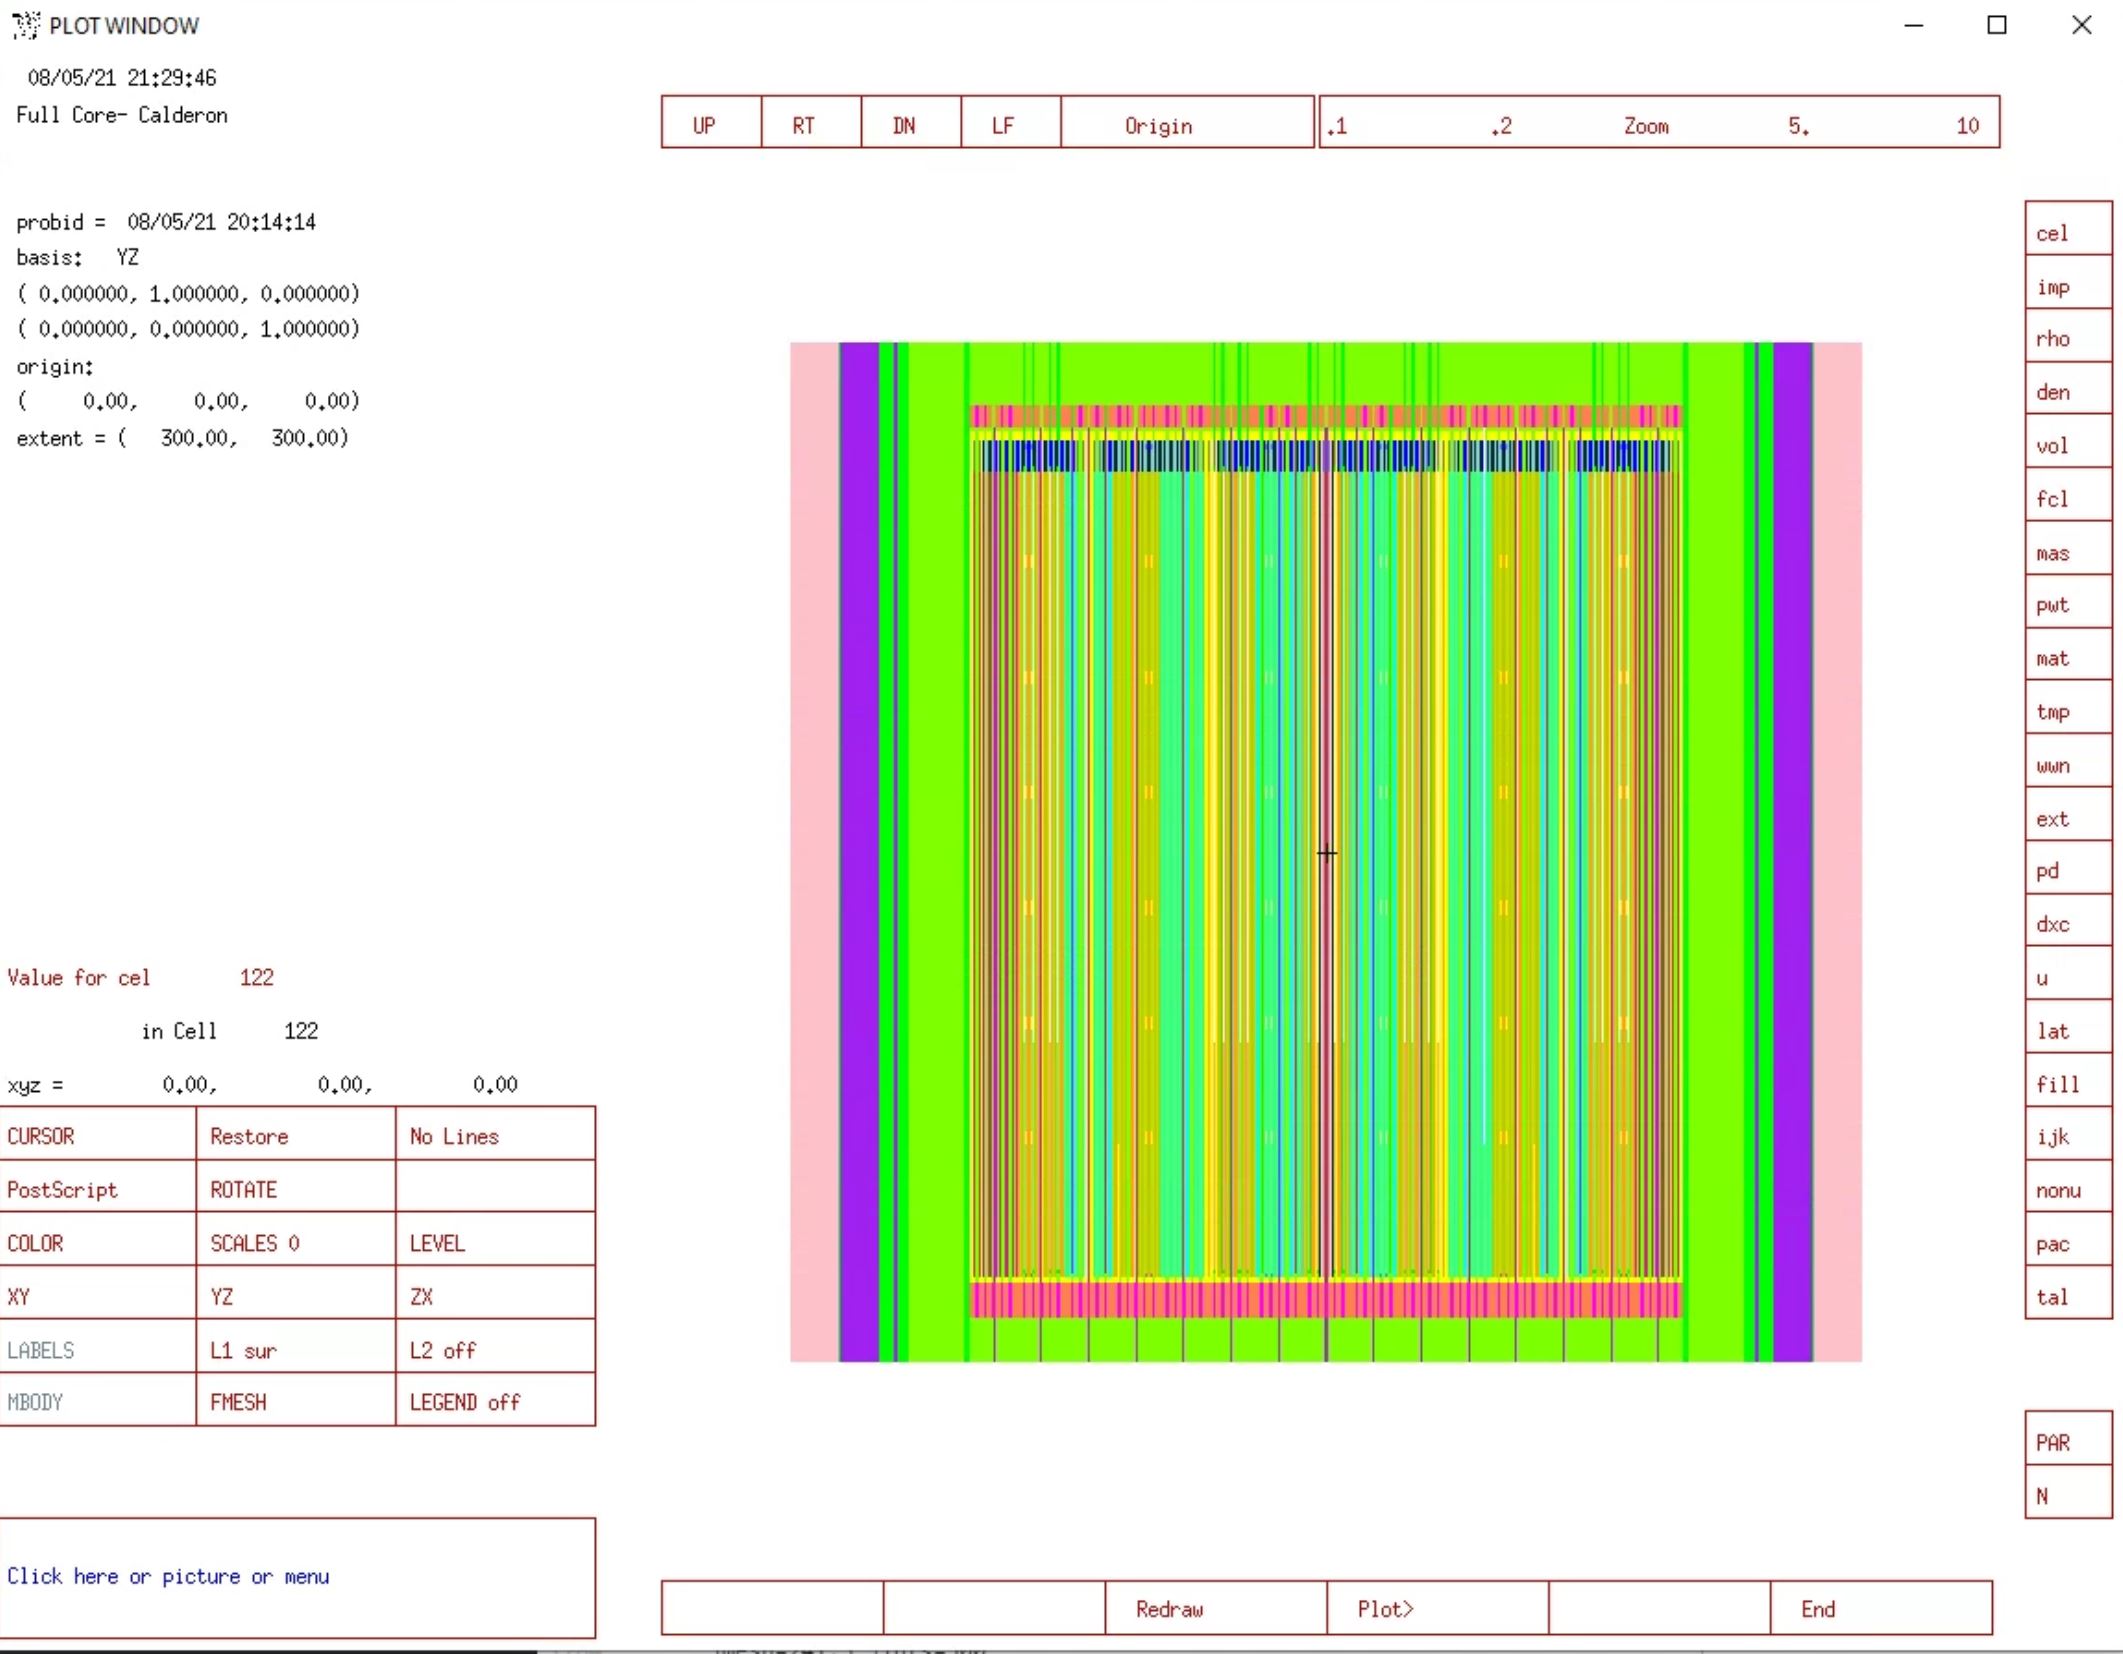 PLOT WINDOW
08/05/21 21:29:46
Full Core- Calderon
UP RT DN LF Origin .1 .2 Zoom 5. 10
probid = 08/05/21 20:14:14
basis: YZ
( 0.000000, 1.000000, 0.000000)
( 0.000000, 0.000000, 1.000000)
origin:
( 0.00, 0.00, 0.00)
extent = ( 300.00, 300.00)
cel
imp
rho
den
vol
fcl
mas
pwt
mat
tmp
wwn
ext
pd
dxc
u
lat
fill
ijk
nonu
pac
tal
Value for cel 122
in Cell 122
xyz = 0.00, 0.00, 0.00
CURSOR Restore No Lines
PostScript ROTATE
COLOR SCALES 0 LEVEL
XY YZ ZX
LABELS L1 sur L2 off
MBODY FMESH LEGEND off
PAR
N
Click here or picture or menu
Redraw Plot> End